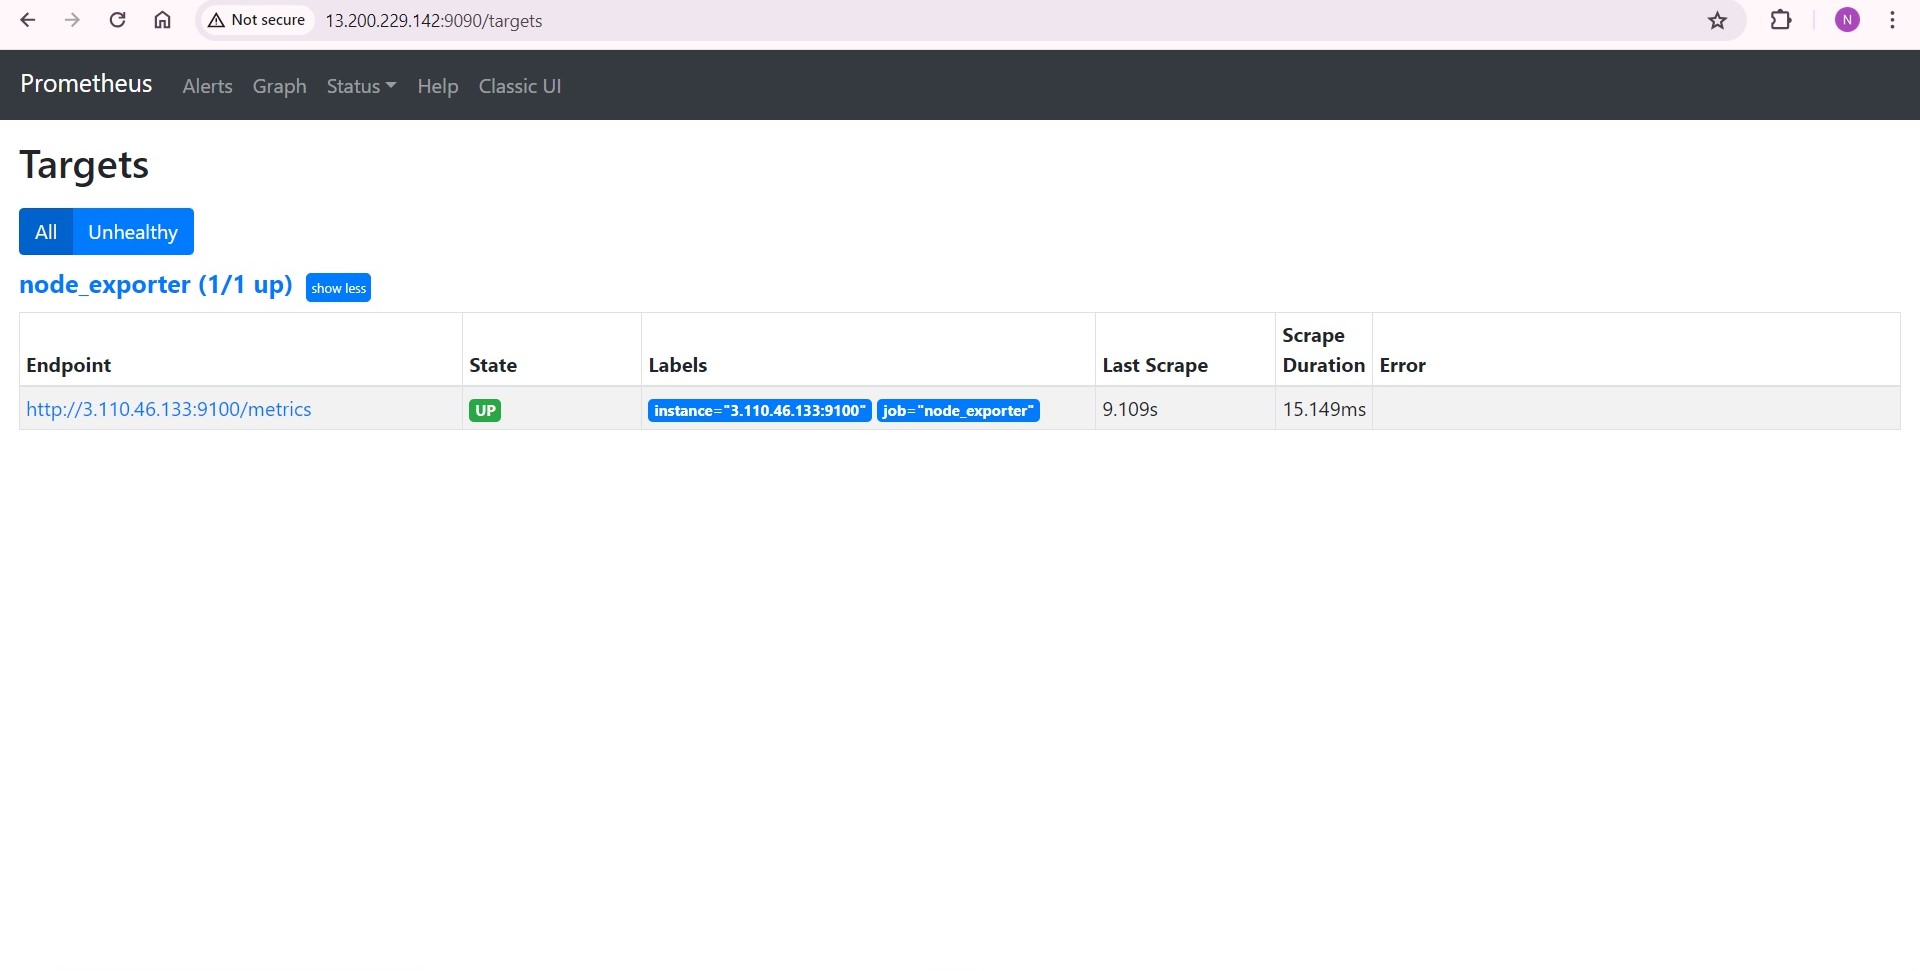 Not secure 13.200.229.142:9090/targets N
Prometheus Alerts Graph Status Help Classic UI
Targets
All Unhealthy
node_exporter (1/1 up) show less
Endpoint State Labels Last Scrape Scrape Duration Error
http://3.110.46.133:9100/metrics UP instance="3.110.46.133:9100" job="node_exporter" 9.109s 15.149ms